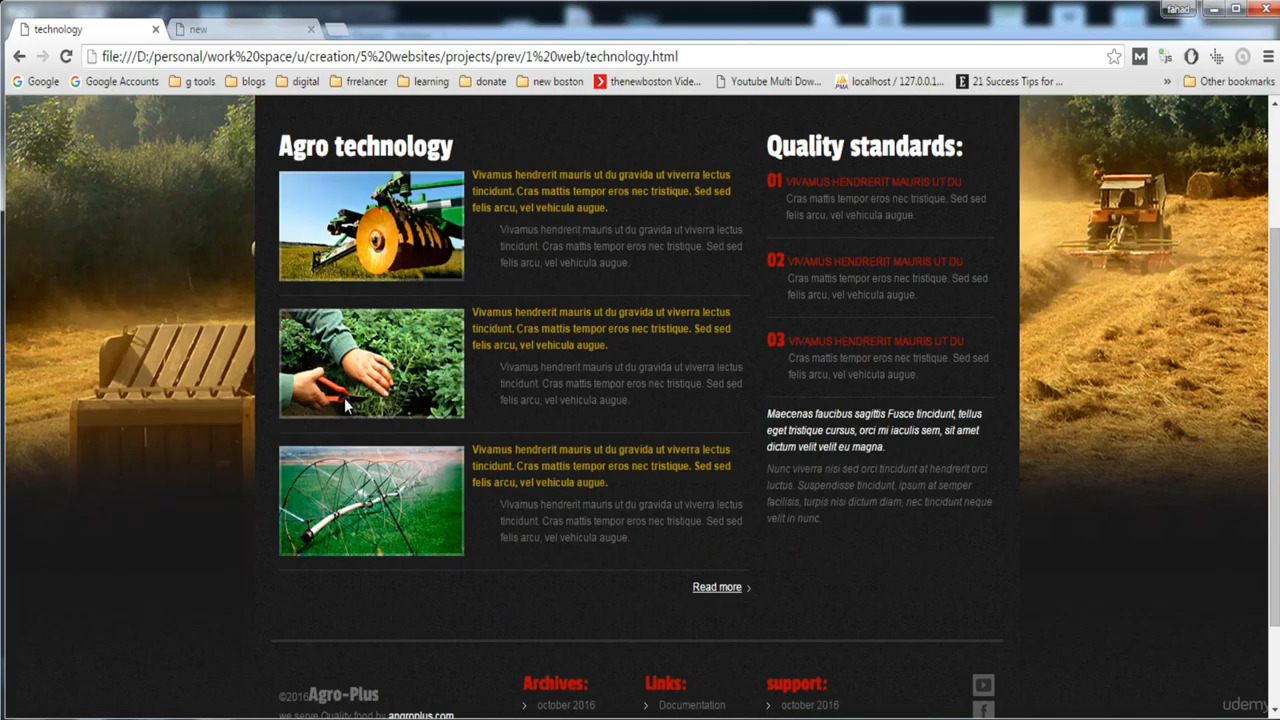 fahad
technology
new
file:///D:/personal/work%20space/u/creation/5%20websites/projects/prev/1%20web/technology.html
Google
Google Accounts
g tools
blogs
digital
frrelancer
learning
donate
new boston
thenewboston Vide...
Youtube Multi Dow...
localhost / 127.0.0.1...
21 Success Tips for ...
»
Other bookmarks
Agro technology
Vivamus hendrerit mauris ut du gravida ut viverra lectus
tincidunt. Cras mattis tempor eros nec tristique. Sed sed
felis arcu, vel vehicula augue.
Vivamus hendrerit mauris ut du gravida ut viverra lectus
tincidunt. Cras mattis tempor eros nec tristique. Sed sed
felis arcu, vel vehicula augue.
Vivamus hendrerit mauris ut du gravida ut viverra lectus
tincidunt. Cras mattis tempor eros nec tristique. Sed sed
felis arcu, vel vehicula augue.
Vivamus hendrerit mauris ut du gravida ut viverra lectus
tincidunt. Cras mattis tempor eros nec tristique. Sed sed
felis arcu, vel vehicula augue.
Vivamus hendrerit mauris ut du gravida ut viverra lectus
tincidunt. Cras mattis tempor eros nec tristique. Sed sed
felis arcu, vel vehicula augue.
Vivamus hendrerit mauris ut du gravida ut viverra lectus
tincidunt. Cras mattis tempor eros nec tristique. Sed sed
felis arcu, vel vehicula augue.
Read more
Quality standards:
01 VIVAMUS HENDRERIT MAURIS UT DU
Cras mattis tempor eros nec tristique. Sed sed
felis arcu, vel vehicula augue.
02 VIVAMUS HENDRERIT MAURIS UT DU
Cras mattis tempor eros nec tristique. Sed sed
felis arcu, vel vehicula augue.
03 VIVAMUS HENDRERIT MAURIS UT DU
Cras mattis tempor eros nec tristique. Sed sed
felis arcu, vel vehicula augue.
Maecenas faucibus sagittis Fusce tincidunt, tellus
eget tristique cursus, orci mi iaculis sem, sit amet
dictum velit velit eu magna.
Nunc viverra nisi sed orci tincidunt at hendrerit orci
luctus. Suspendisse tincidunt, ipsum at semper
facilisis, turpis nisi dictum diam, nec tincidunt neque
velit in nunc.
©2016Agro-Plus
we serve Quality food by angroplus.com
Archives:
october 2016
Links:
Documentation
support:
october 2016
udemy